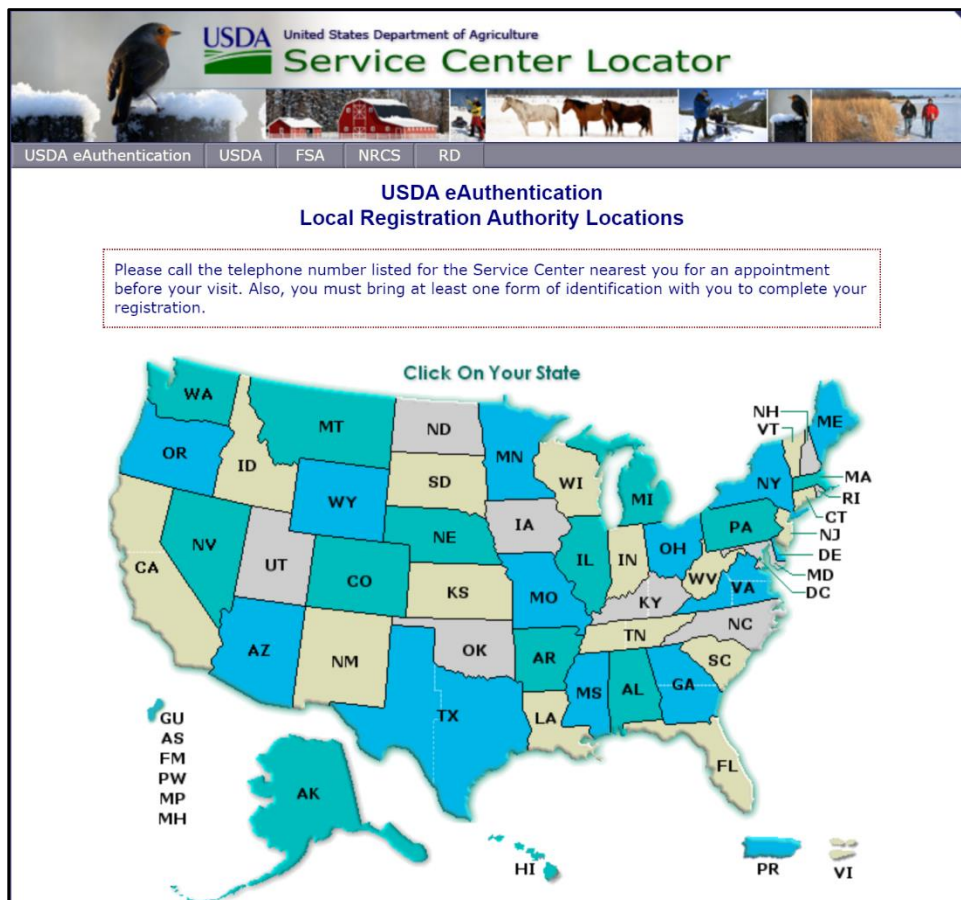 USDA United States Department of Agriculture
Service Center Locator
USDA eAuthentication USDA FSA NRCS RD
USDA eAuthentication
Local Registration Authority Locations
Please call the telephone number listed for the Service Center nearest you for an appointment
before your visit. Also, you must bring at least one form of identification with you to complete your
registration.
Click On Your State
WA
MT
ND
MN
NH
VT
ME
OR
ID
SD
WI
MI
NY
MA
RI
WY
CT
IA
PA
NJ
NV
NE
DE
UT
IL
IN
OH
MD
CA
CO
WV
VA
DC
KS
MO
KY
NC
TN
AZ
NM
OK
AR
SC
MS
AL
GA
TX
LA
GU
AS
FM
PW
MP
MH
FL
AK
HI
PR
VI